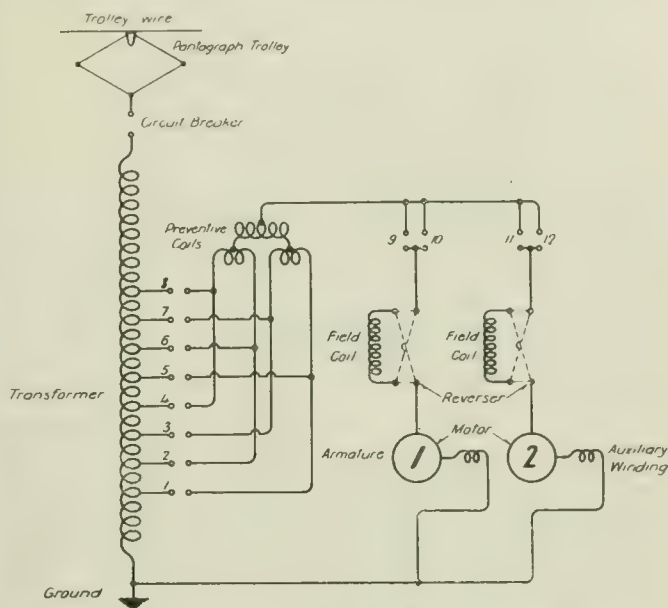 Trolley wire
Pantagraph Trolley
Circuit Breaker
Preventive
Coils
9
10
11
12
8
7
6
5
4
3
2
1
Transformer
Field
Coil
Field
Coil
Reverser
Motor
Armature
1
2
Auxiliary
Winding
Ground